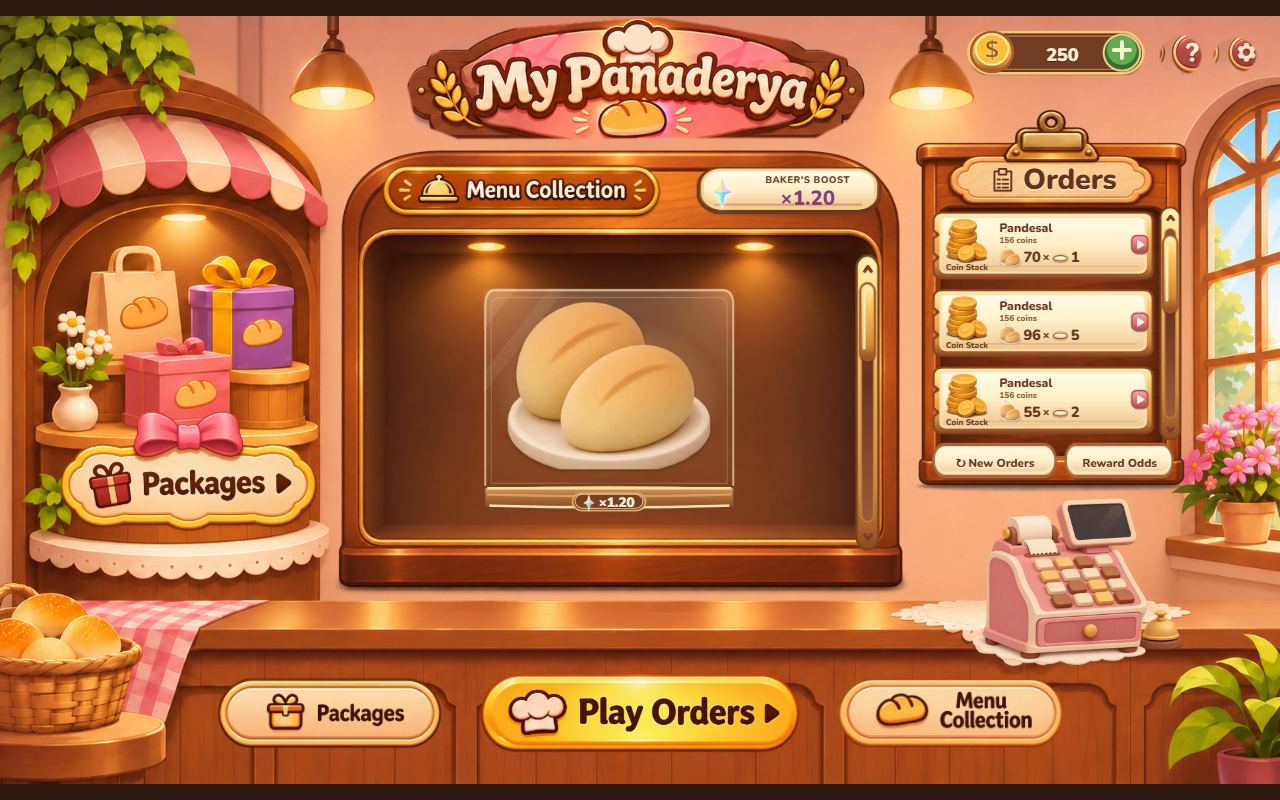 My Panaderya
$ 250 +
?
Menu Collection
BAKER'S BOOST
×1.20
Orders
Pandesal
156 coins
70 × 1
Coin Stack
Pandesal
156 coins
96 × 5
Coin Stack
Pandesal
156 coins
55 × 2
Coin Stack
↻ New Orders
Reward Odds
×1.20
Packages
Packages
Play Orders
Menu
Collection